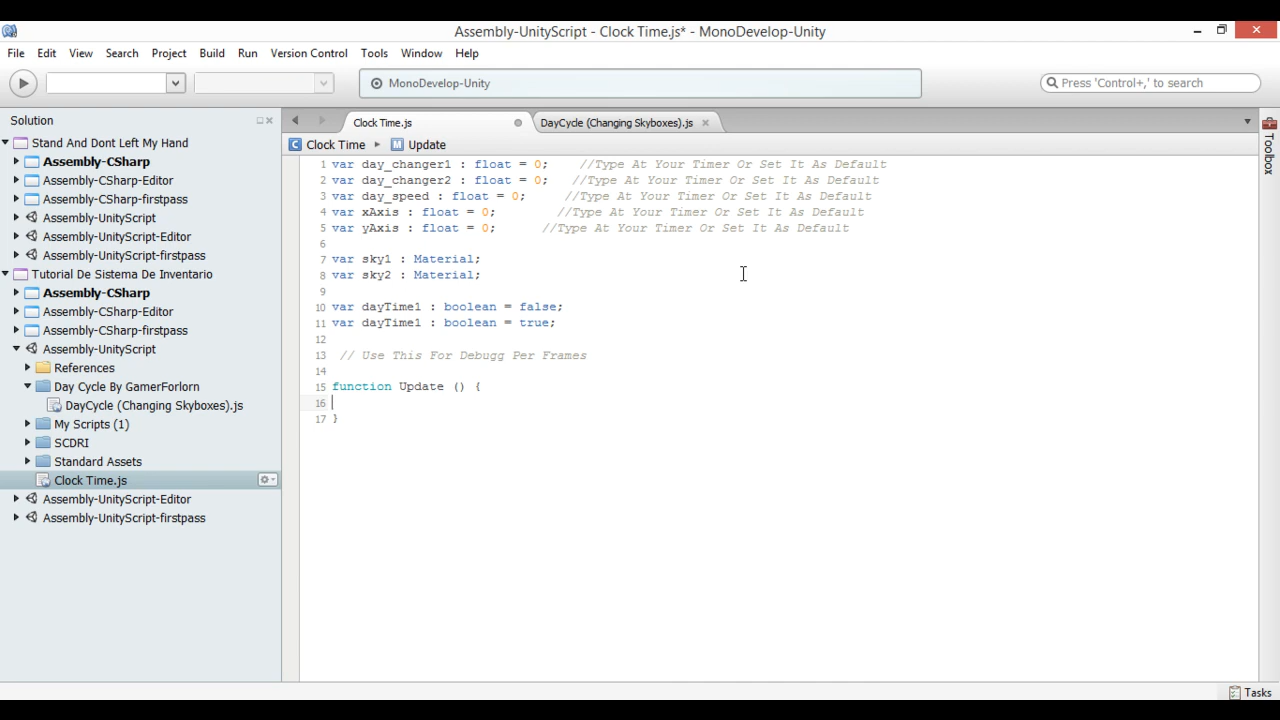 Assembly-UnityScript - Clock Time.js* - MonoDevelop-Unity
File Edit View Search Project Build Run Version Control Tools Window Help
MonoDevelop-Unity
Press 'Control+,' to search
Solution
Stand And Dont Left My Hand
Assembly-CSharp
Assembly-CSharp-Editor
Assembly-CSharp-firstpass
Assembly-UnityScript
Assembly-UnityScript-Editor
Assembly-UnityScript-firstpass
Tutorial De Sistema De Inventario
Assembly-CSharp
Assembly-CSharp-Editor
Assembly-CSharp-firstpass
Assembly-UnityScript
References
Day Cycle By GamerForlorn
DayCycle (Changing Skyboxes).js
My Scripts (1)
SCDRI
Standard Assets
Clock Time.js
Assembly-UnityScript-Editor
Assembly-UnityScript-firstpass
Clock Time.js DayCycle (Changing Skyboxes).js
Clock Time Update
1 var day_changer1 : float = 0; //Type At Your Timer Or Set It As Default
2 var day_changer2 : float = 0; //Type At Your Timer Or Set It As Default
3 var day_speed : float = 0; //Type At Your Timer Or Set It As Default
4 var xAxis : float = 0; //Type At Your Timer Or Set It As Default
5 var yAxis : float = 0; //Type At Your Timer Or Set It As Default
6
7 var sky1 : Material;
8 var sky2 : Material;
9
10 var dayTime1 : boolean = false;
11 var dayTime1 : boolean = true;
12
13 // Use This For Debugg Per Frames
14
15 function Update () {
16
17 }
Toolbox
Tasks